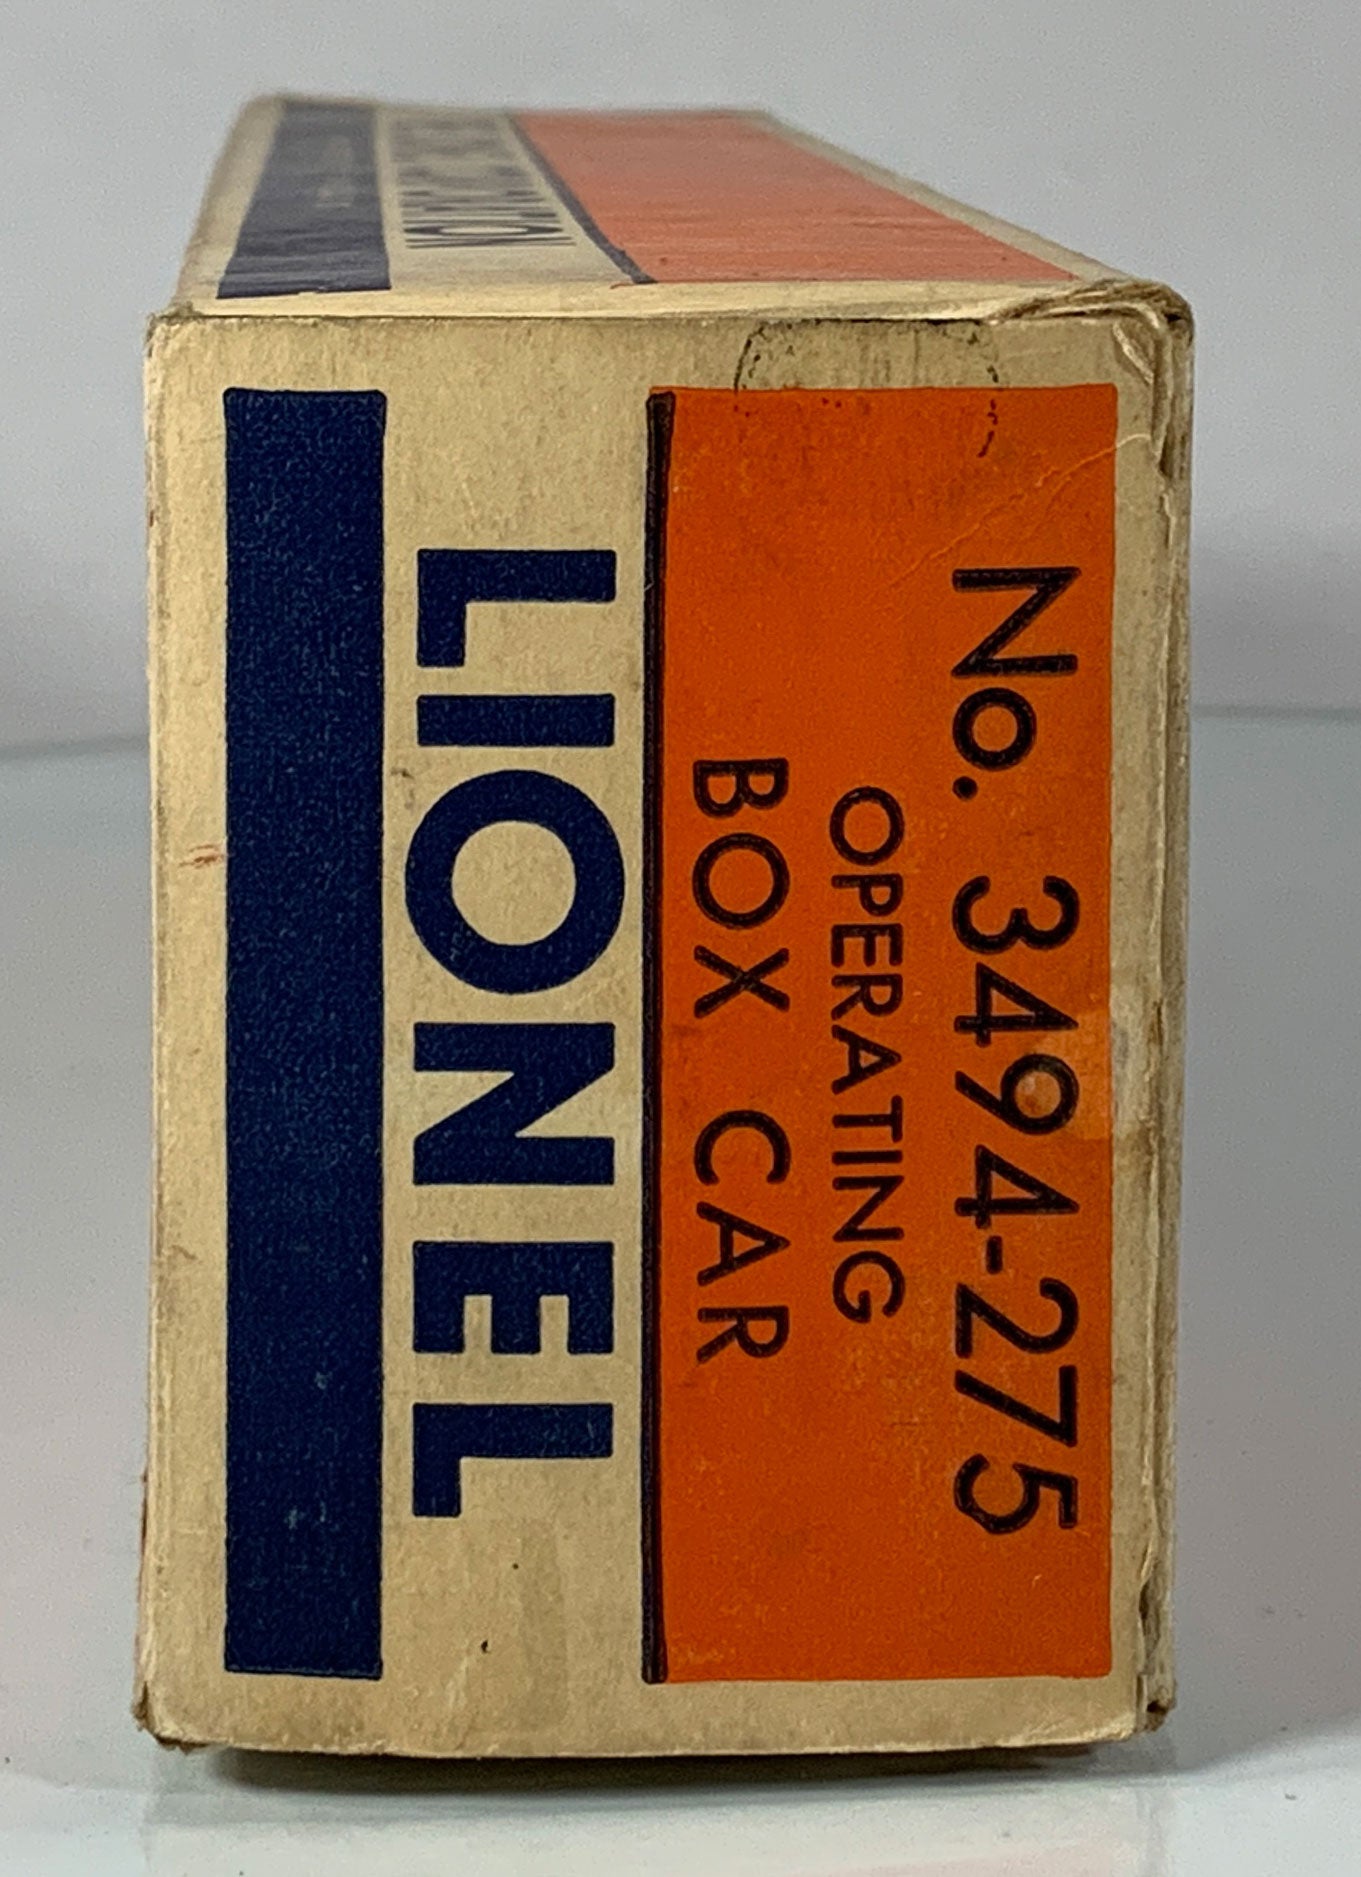 No. 3494-275
OPERATING
BOX CAR
LIONEL